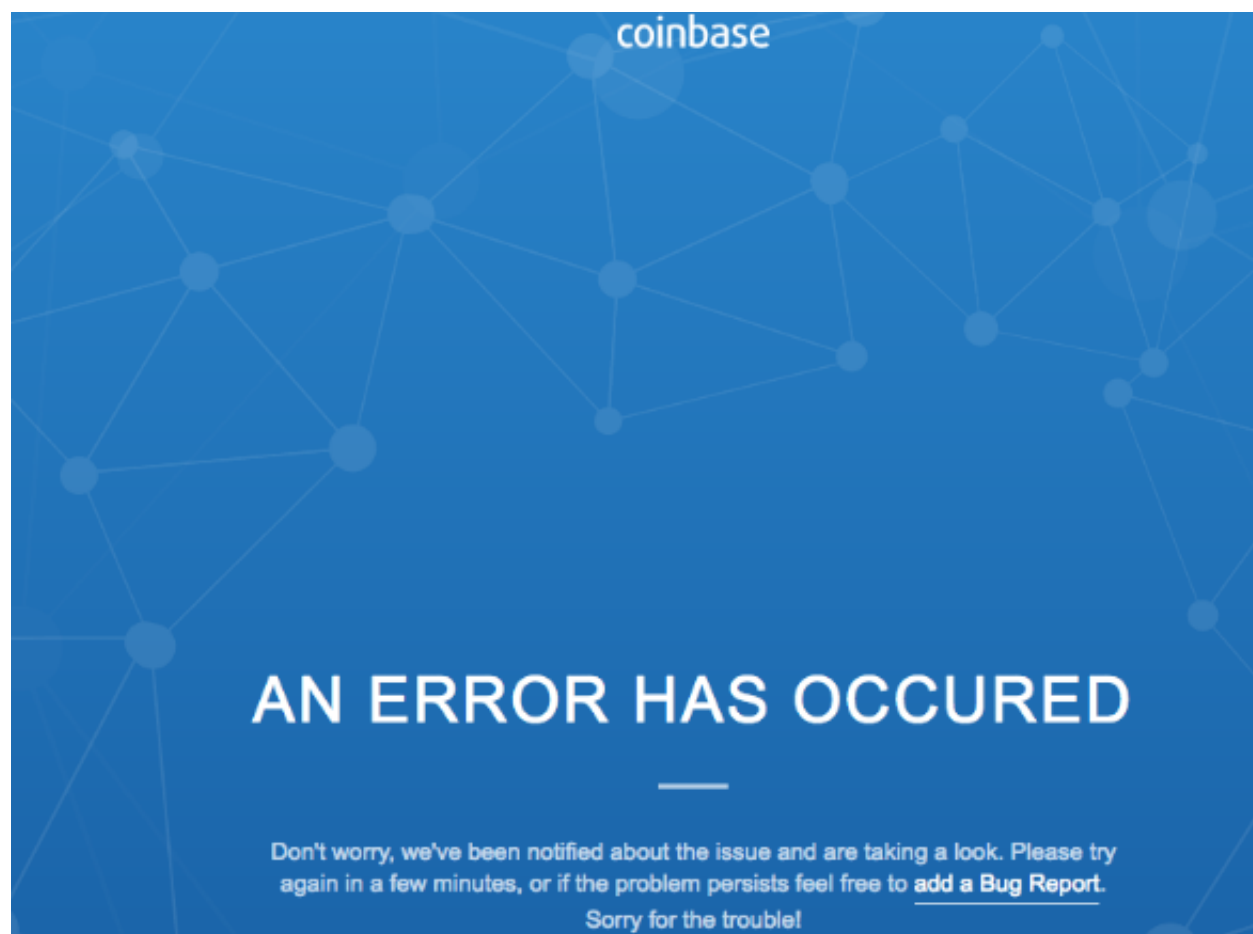 coinbase
AN ERROR HAS OCCURED
Don't worry, we've been notified about the issue and are taking a look. Please try
again in a few minutes, or if the problem persists feel free to add a Bug Report.
Sorry for the trouble!